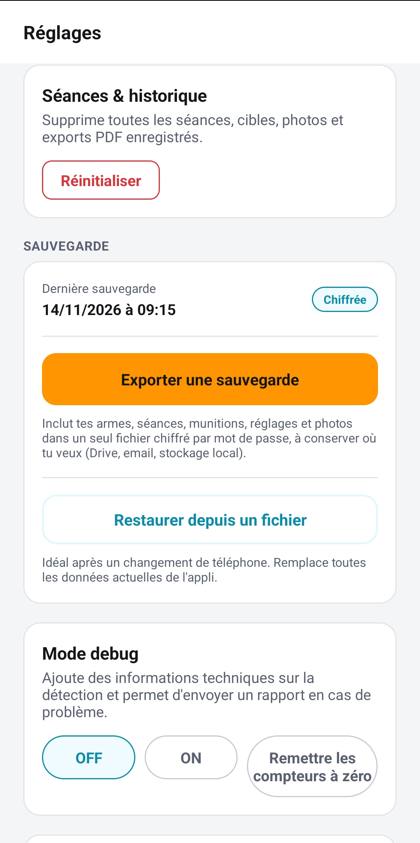 Réglages
Séances & historique
Supprime toutes les séances, cibles, photos et
exports PDF enregistrés.
Réinitialiser
SAUVEGARDE
Dernière sauvegarde
14/11/2026 à 09:15
Chiffrée
Exporter une sauvegarde
Inclut tes armes, séances, munitions, réglages et photos
dans un seul fichier chiffré par mot de passe, à conserver où
tu veux (Drive, email, stockage local).
Restaurer depuis un fichier
Idéal après un changement de téléphone. Remplace toutes
les données actuelles de l'appli.
Mode debug
Ajoute des informations techniques sur la
détection et permet d'envoyer un rapport en cas de
problème.
OFF
ON
Remettre les
compteurs à zéro